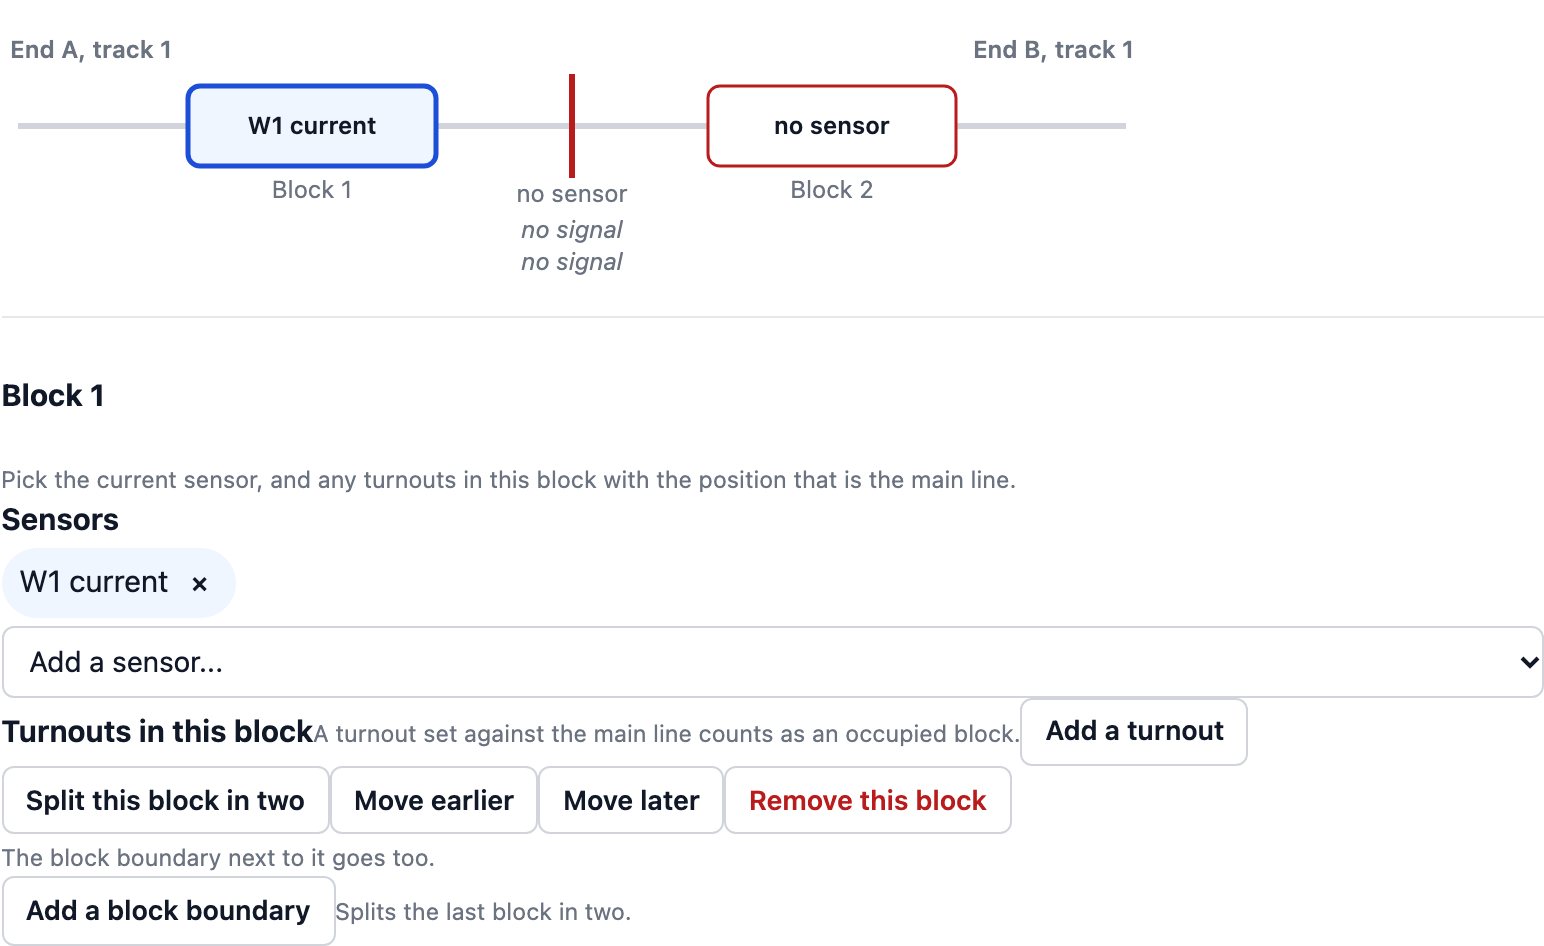 End A, track 1
End B, track 1
W1 current
no sensor
Block 1
no sensor
Block 2
no signal
no signal
Block 1
Pick the current sensor, and any turnouts in this block with the position that is the main line.
Sensors
W1 current ×
Add a sensor...
Turnouts in this block A turnout set against the main line counts as an occupied block. Add a turnout
Split this block in two Move earlier Move later Remove this block
The block boundary next to it goes too.
Add a block boundary Splits the last block in two.